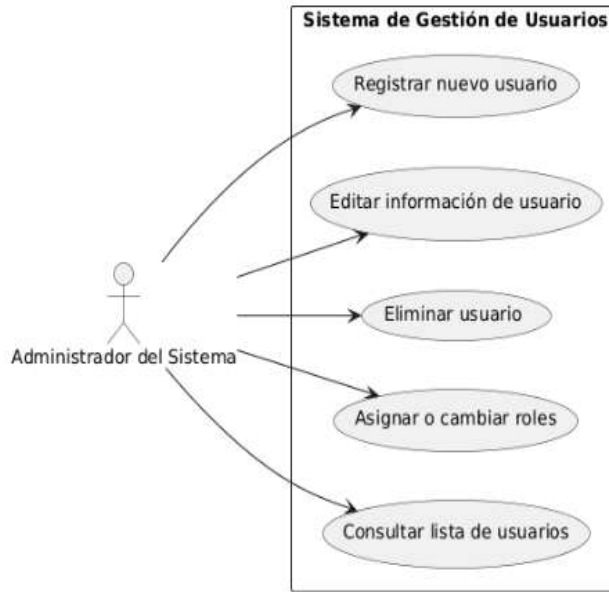 Sistema de Gestión de Usuarios
Registrar nuevo usuario
Editar información de usuario
Eliminar usuario
Administrador del Sistema
Asignar o cambiar roles
Consultar lista de usuarios